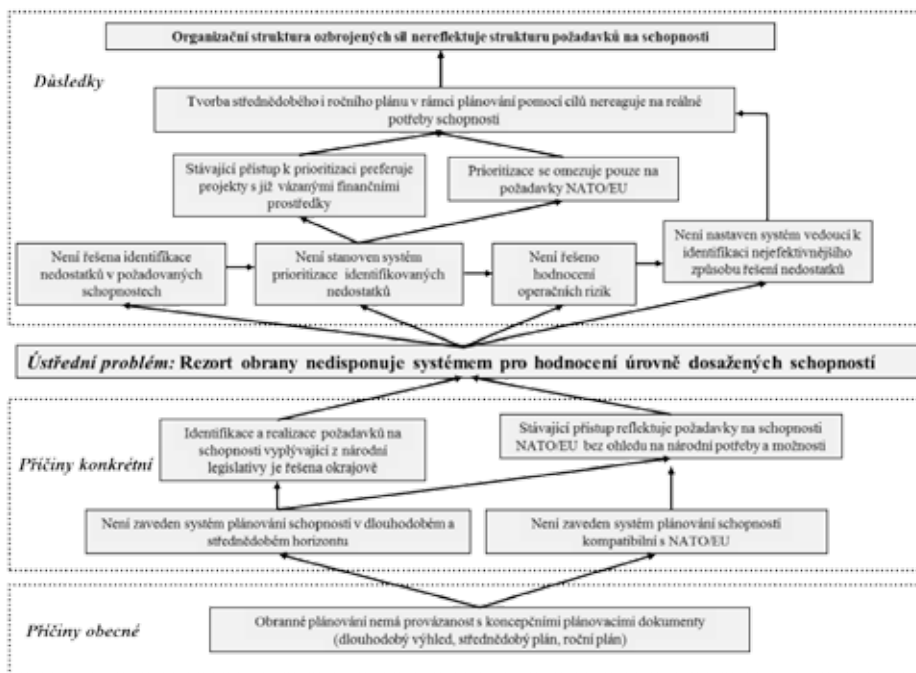 Organizační struktura ozbrojených sil nereflektuje strukturu požadavků na schopnosti
Důsledky
Tvorba střednědobého i ročního plánu v rámci plánování pomocí cílů nereaguje na reálné
potřeby schopností
Stávající přístup k prioritizaci preferuje
projekty s již vázanými finančními
prostředky
Prioritizace se omezuje pouze na
požadavky NATO/EU
Není řešena identifikace
nedostatků v požadovaných
schopnostech
Není stanoven systém
prioritizace identifikovaných
nedostatků
Není řešeno
hodnocení
operačních rizik
Není nastaven systém vedoucí k
identifikaci nejefektivnějšího
způsobu řešení nedostatků
Ústřední problém: Rezort obrany nedisponuje systémem pro hodnocení úrovně dosažených schopností
Příčiny konkrétní
Identifikace a realizace požadavků na
schopnosti vyplývající z národní
legislativy je řešena okrajově
Stávající přístup reflektuje požadavky na schopnosti
NATO/EU bez ohledu na národní potřeby a možnosti
Není zaveden systém plánování schopností v dlouhodobém a
střednědobém horizontu
Není zaveden systém plánování schopností
kompatibilní s NATO/EU
Příčiny obecné
Obranné plánování nemá provázanost s koncepčními plánovacími dokumenty
(dlouhodobý výhled, střednědobý plán, roční plán)